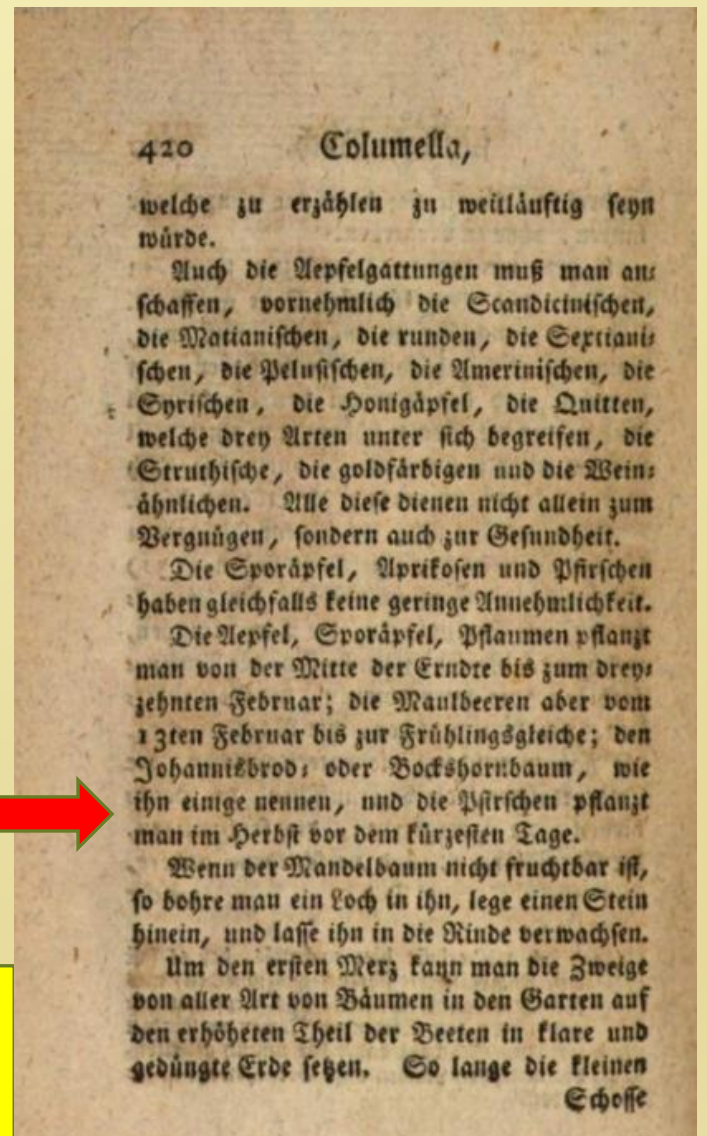 420 Columella,
welche zu erzählen zu weitläuftig seyn
würde.
Auch die Aepfelgattungen muß man an-
schaffen, vornehmlich die Scandicinischen,
die Matianischen, die runden, die Sextiani-
schen, die Pelusischen, die Amerinischen, die
Syrischen, die Honigäpfel, die Quitten,
welche drey Arten unter sich begreifen, die
Struthische, die goldfärbigen und die Wein-
ähnlichen. Alle diese dienen nicht allein zum
Vergnügen, sondern auch zur Gesundheit.
Die Sporäpfel, Aprikosen und Pfirschen
haben gleichfalls keine geringe Annehmlichkeit.
Die Aepfel, Sporäpfel, Pflaumen pflanzt
man von der Mitte der Erndte bis zum drey-
zehnten Februar; die Maulbeeren aber vom
13ten Februar bis zur Frühlingsgleiche; den
Johannisbrod- oder Bockshornbaum, wie
ihn einige nennen, und die Pfirschen pflanzt
man im Herbst vor dem kürzesten Tage.
Wenn der Mandelbaum nicht fruchtbar ist,
so bohre man ein Loch in ihn, lege einen Stein
hinein, und lasse ihn in die Rinde verwachsen.
Um den ersten Merz kann man die Zweige
von aller Art von Bäumen in den Garten auf
den erhöheten Theil der Beeten in klare und
gedüngte Erde setzen. So lange die kleinen
Schosse